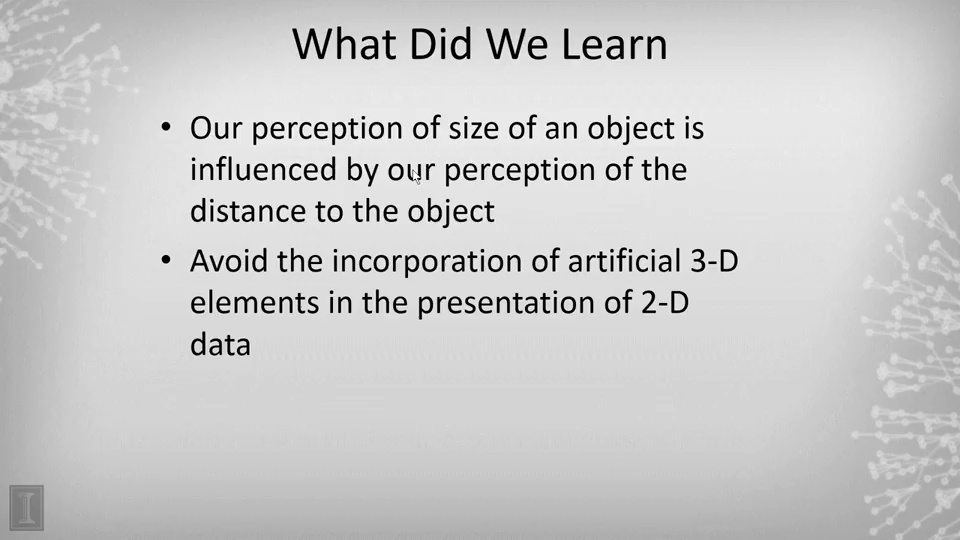 What Did We Learn
• Our perception of size of an object is
influenced by our perception of the
distance to the object
• Avoid the incorporation of artificial 3-D
elements in the presentation of 2-D
data
I